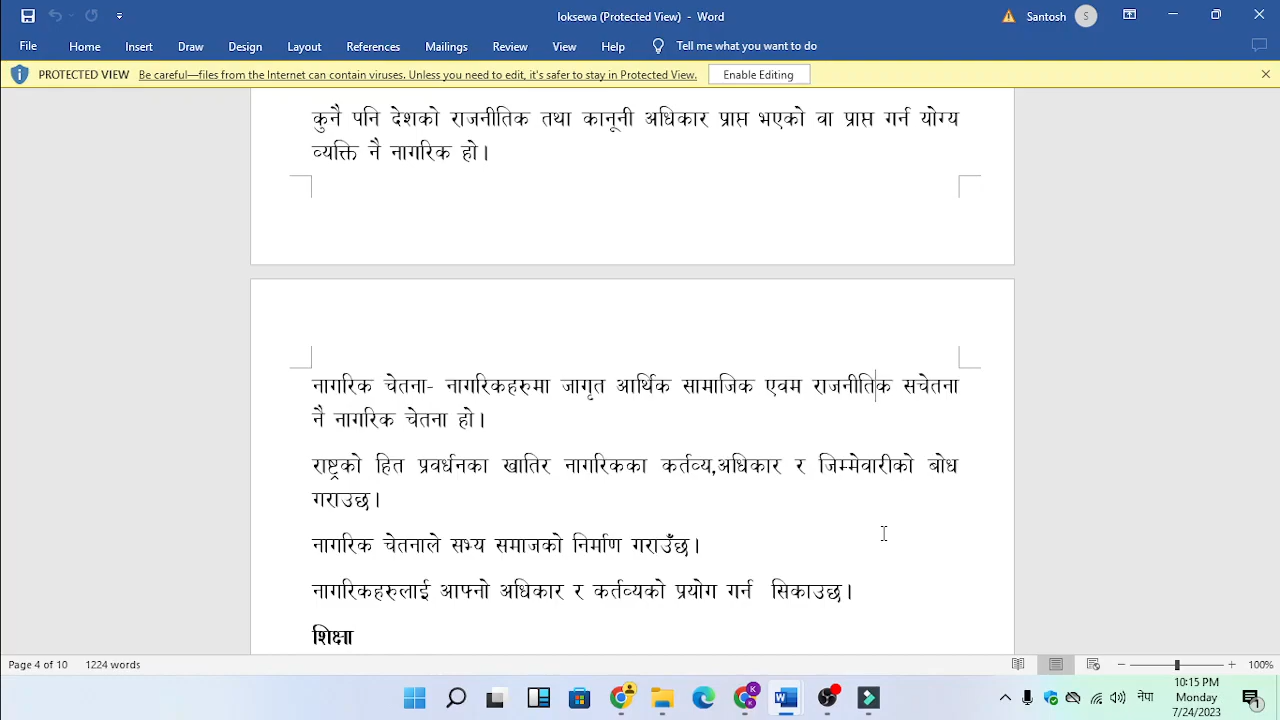 loksewa (Protected View) - Word
Santosh
S
File Home Insert Draw Design Layout References Mailings Review View Help Tell me what you want to do
PROTECTED VIEW Be careful—files from the Internet can contain viruses. Unless you need to edit, it's safer to stay in Protected View. Enable Editing
कुनै पनि देशको राजनीतिक तथा कानूनी अधिकार प्राप्त भएको वा प्राप्त गर्न योग्य
व्यक्ति नै नागरिक हो।
नागरिक चेतना- नागरिकहरुमा जागृत आर्थिक सामाजिक एवम राजनीतिक सचेतना
नै नागरिक चेतना हो।
राष्ट्रको हित प्रवर्धनका खातिर नागरिकका कर्तव्य,अधिकार र जिम्मेवारीको बोध
गराउछ।
नागरिक चेतनाले सभ्य समाजको निर्माण गराउँछ।
नागरिकहरुलाई आफ्नो अधिकार र कर्तव्यको प्रयोग गर्न सिकाउछ।
शिक्षा
Page 4 of 10 1224 words 100%
नेपा
10:15 PM
Monday
7/24/2023